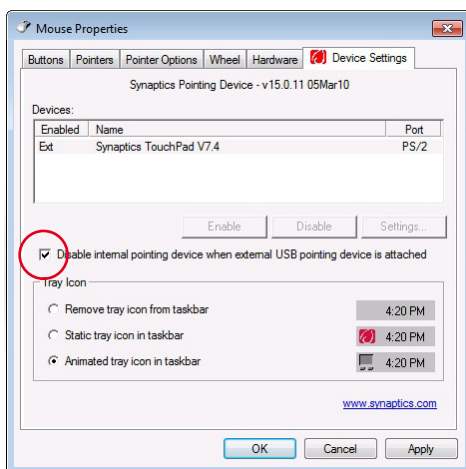 Mouse Properties
Buttons Pointers Pointer Options Wheel Hardware Device Settings
Synaptics Pointing Device - v15.0.11 05Mar10
Devices:
Enabled Name Port
Ext Synaptics TouchPad V7.4 PS/2
Enable Disable Settings...
Disable internal pointing device when external USB pointing device is attached
Tray Icon
Remove tray icon from taskbar 4:20 PM
Static tray icon in taskbar 4:20 PM
Animated tray icon in taskbar 4:20 PM
www.synaptics.com
OK Cancel Apply